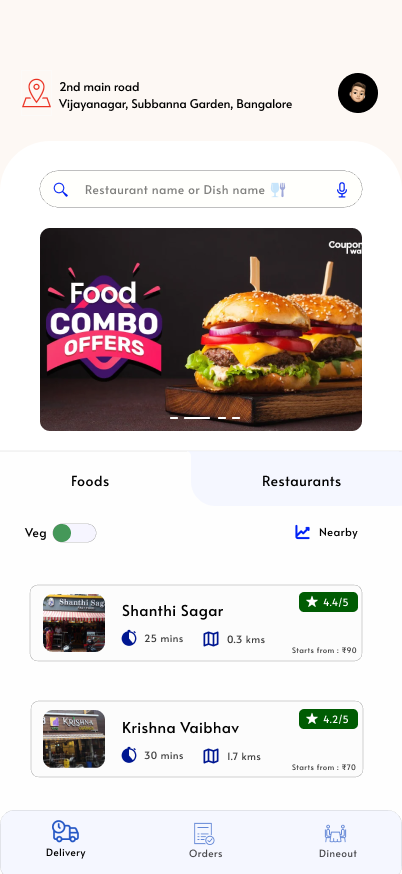 2nd main road
Vijayanagar, Subbanna Garden, Bangalore
Restaurant name or Dish name
Coupon
I wa
Food
COMBO
OFFERS
Foods
Restaurants
Veg
Nearby
Shanthi Sag
Shanthi Sagar
4.4/5
25 mins
0.3 kms
Starts from : ₹90
KRISHNA
Krishna Vaibhav
4.2/5
30 mins
1.7 kms
Starts from : ₹70
Delivery
Orders
Dineout